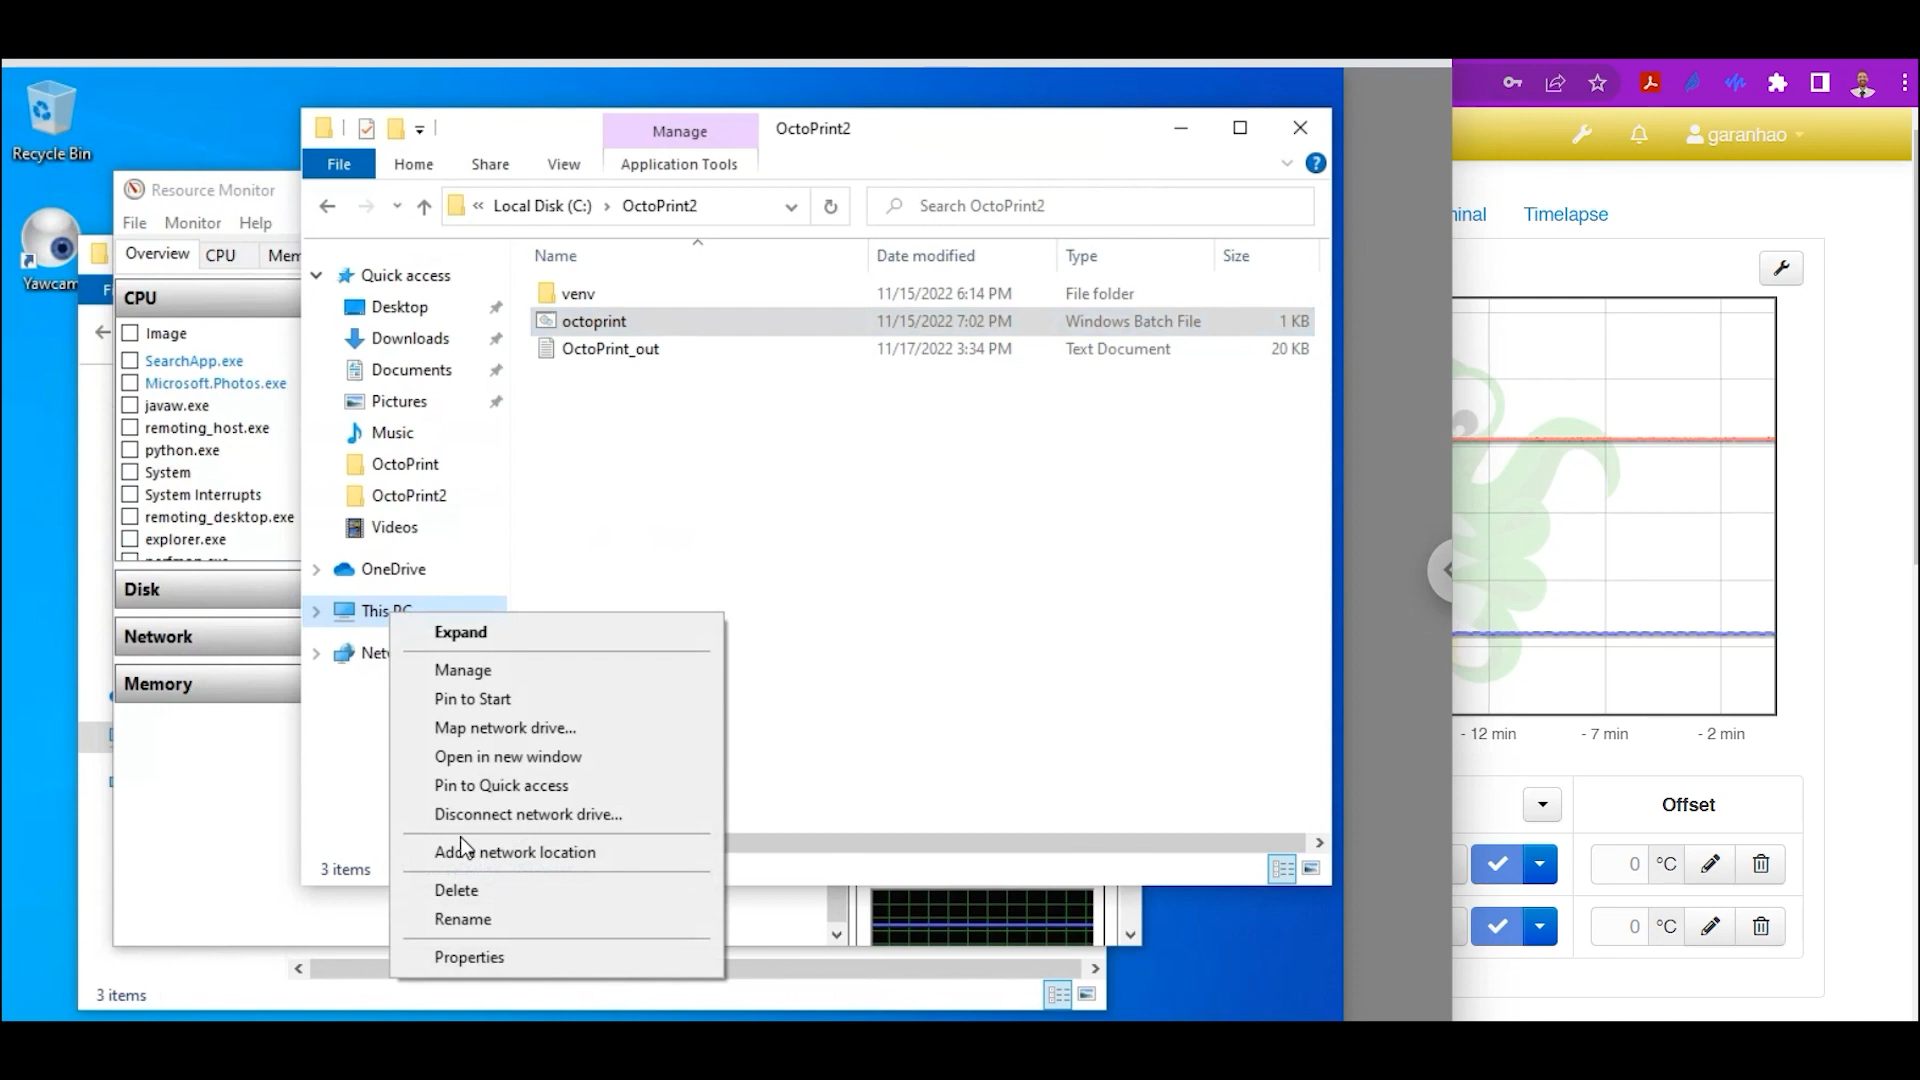 Recycle Bin
Yawcam
Resource Monitor
File Monitor Help
Overview CPU Mem
CPU
Image
SearchApp.exe
Microsoft.Photos.exe
javaw.exe
remoting_host.exe
python.exe
System
System Interrupts
remoting_desktop.exe
explorer.exe
Disk
Network
Memory
3 items
Manage
OctoPrint2
File Home Share View Application Tools
« Local Disk (C:) › OctoPrint2
Search OctoPrint2
Name Date modified Type Size
venv 11/15/2022 6:14 PM File folder
octoprint 11/15/2022 7:02 PM Windows Batch File 1 KB
OctoPrint_out 11/17/2022 3:34 PM Text Document 20 KB
Quick access
Desktop
Downloads
Documents
Pictures
Music
OctoPrint
OctoPrint2
Videos
OneDrive
This PC
Netw
3 items
Expand
Manage
Pin to Start
Map network drive...
Open in new window
Pin to Quick access
Disconnect network drive...
Add a network location
Delete
Rename
Properties
garanhao
inal Timelapse
- 12 min - 7 min - 2 min
Offset
0 °C
0 °C